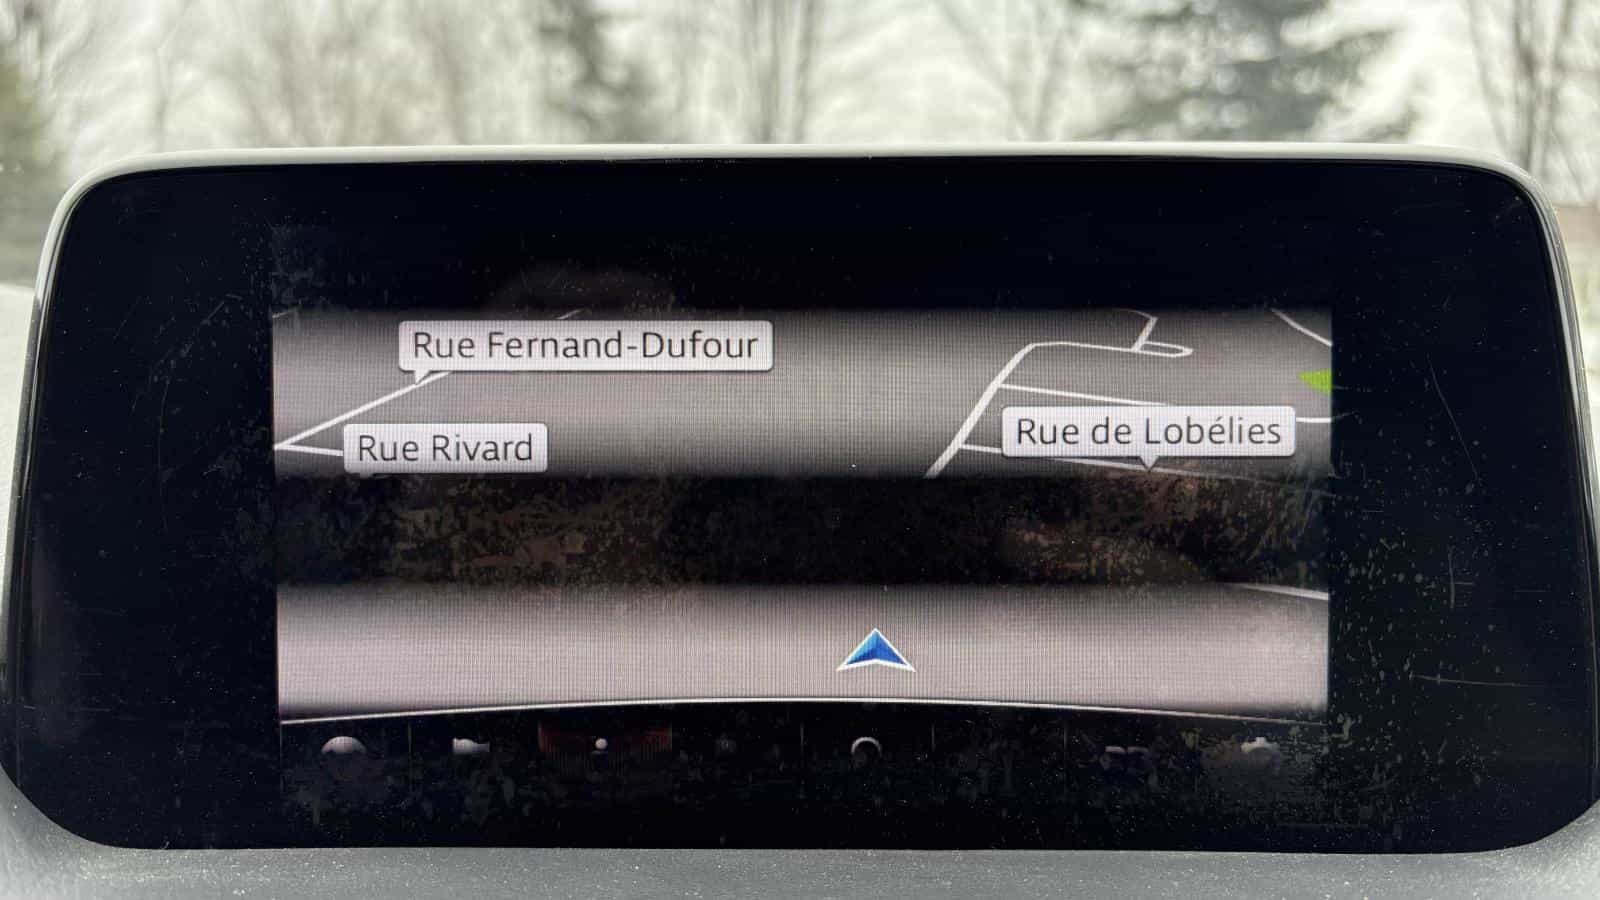 Rue Fernand-Dufour
Rue Rivard
Rue de Lobélies